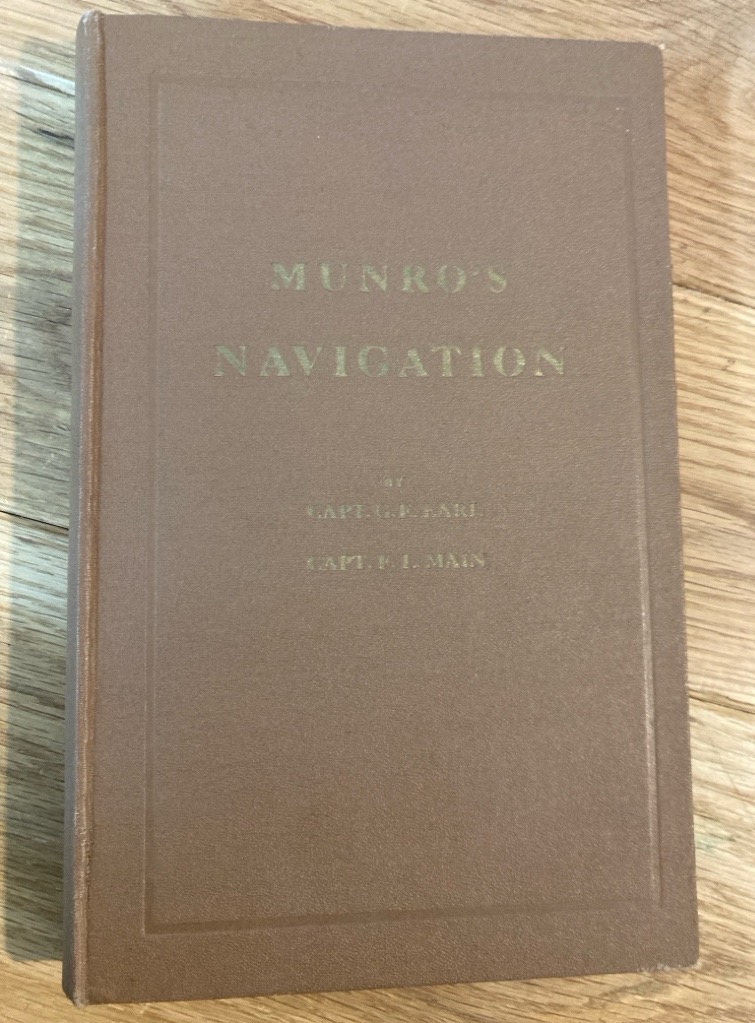 MUNRO'S
NAVIGATION
BY
CAPT. G. E. EARL
CAPT. F. L. MAIN